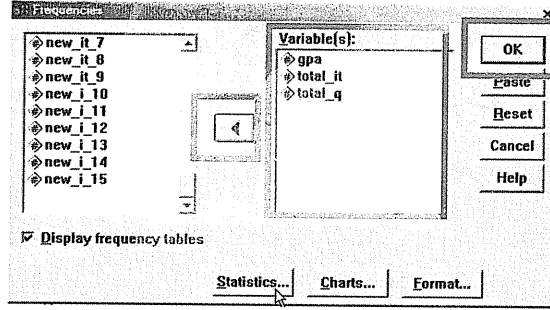 Frequencies
new_it_7
new_it_8
new_it_9
new_i_10
new_i_11
new_i_12
new_i_13
new_i_14
new_i_15
Variable(s):
gpa
total_it
total_q
OK
Paste
Reset
Cancel
Help
Display frequency tables
Statistics...
Charts...
Format...